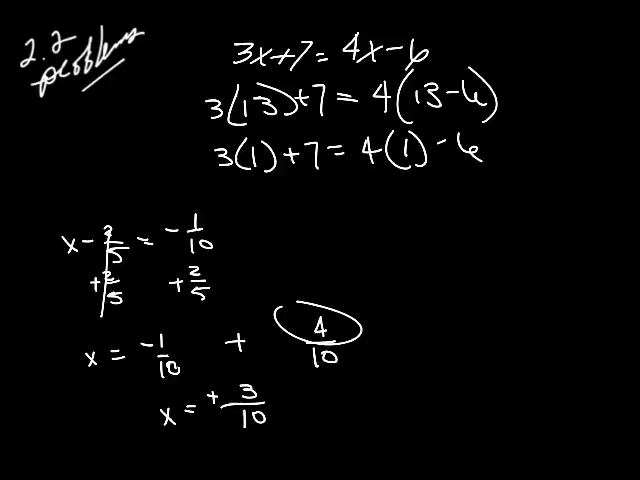 2.2
problems
3x+7=4x-6
3(13)+7=4(13-6)
3(1)+7=4(1)-6
x-2/5=-1/10
+2/5 +2/5
x=-1/10 + 4/10
x=+3/10